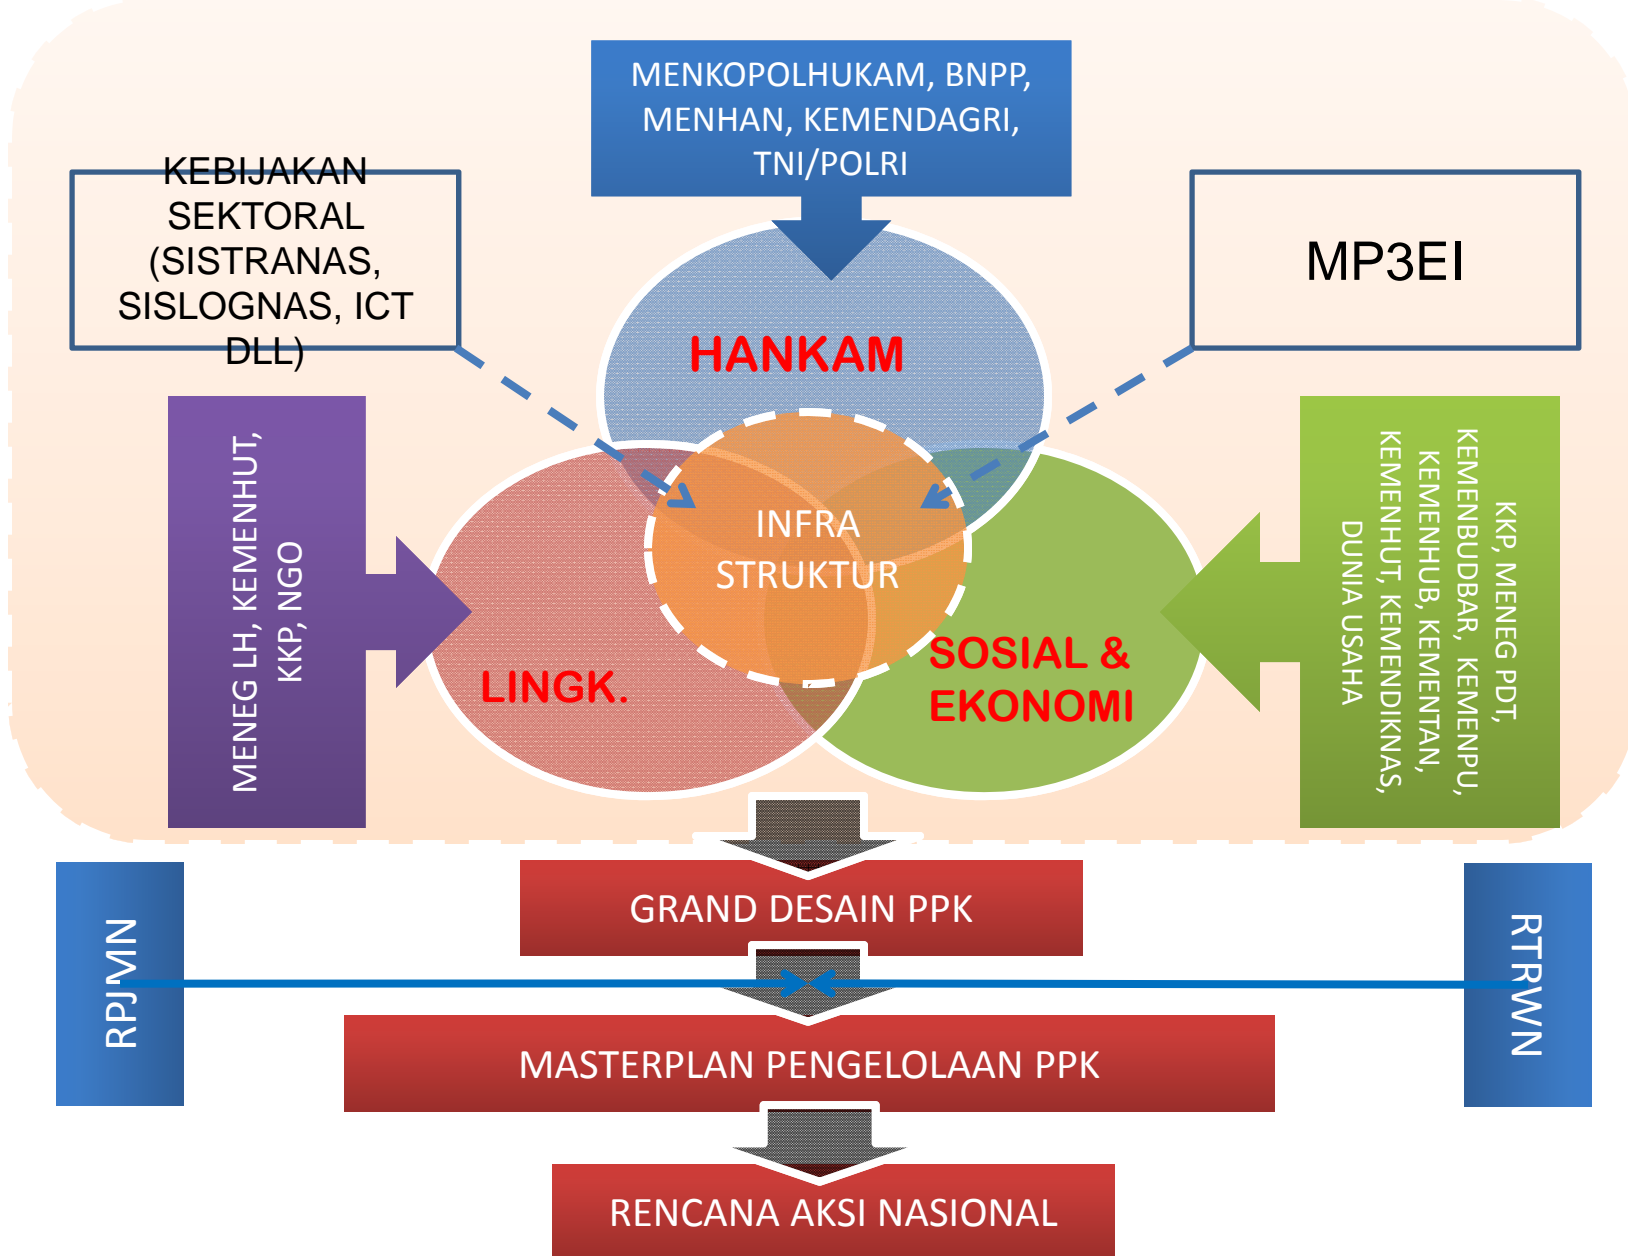 MENKOPOLHUKAM, BNPP,
MENHAN, KEMENDAGRI,
TNI/POLRI
KEBIJAKAN
SEKTORAL
(SISTRANAS,
SISLOGNAS, ICT
DLL)
MP3EI
HANKAM
MENEG LH, KEMENHUT,
KKP, NGO
INFRA
STRUKTUR
LINGK.
SOSIAL &
EKONOMI
KKP, MENEG PDT,
KEMENBUDBAR, KEMENPU,
KEMENHUB, KEMENTAN,
KEMENHUT, KEMENDIKNAS,
DUNIA USAHA
GRAND DESAIN PPK
RPJMN
RTRWN
MASTERPLAN PENGELOLAAN PPK
RENCANA AKSI NASIONAL